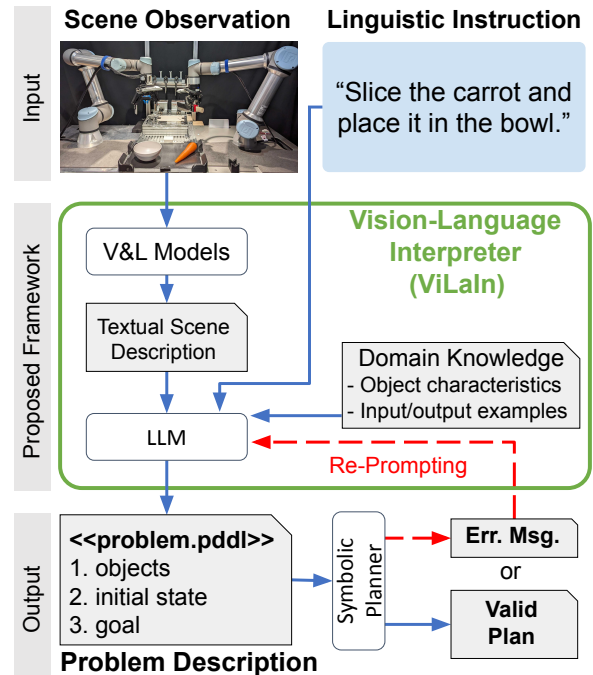 Scene Observation
Linguistic Instruction
Input
“Slice the carrot and
place it in the bowl.”
Proposed Framework
Vision-Language
Interpreter
(ViLaIn)
V&L Models
Textual Scene
Description
Domain Knowledge
- Object characteristics
- Input/output examples
LLM
Re-Prompting
Output
<<problem.pddl>>
1. objects
2. initial state
3. goal
Symbolic
Planner
Err. Msg.
or
Valid
Plan
Problem Description